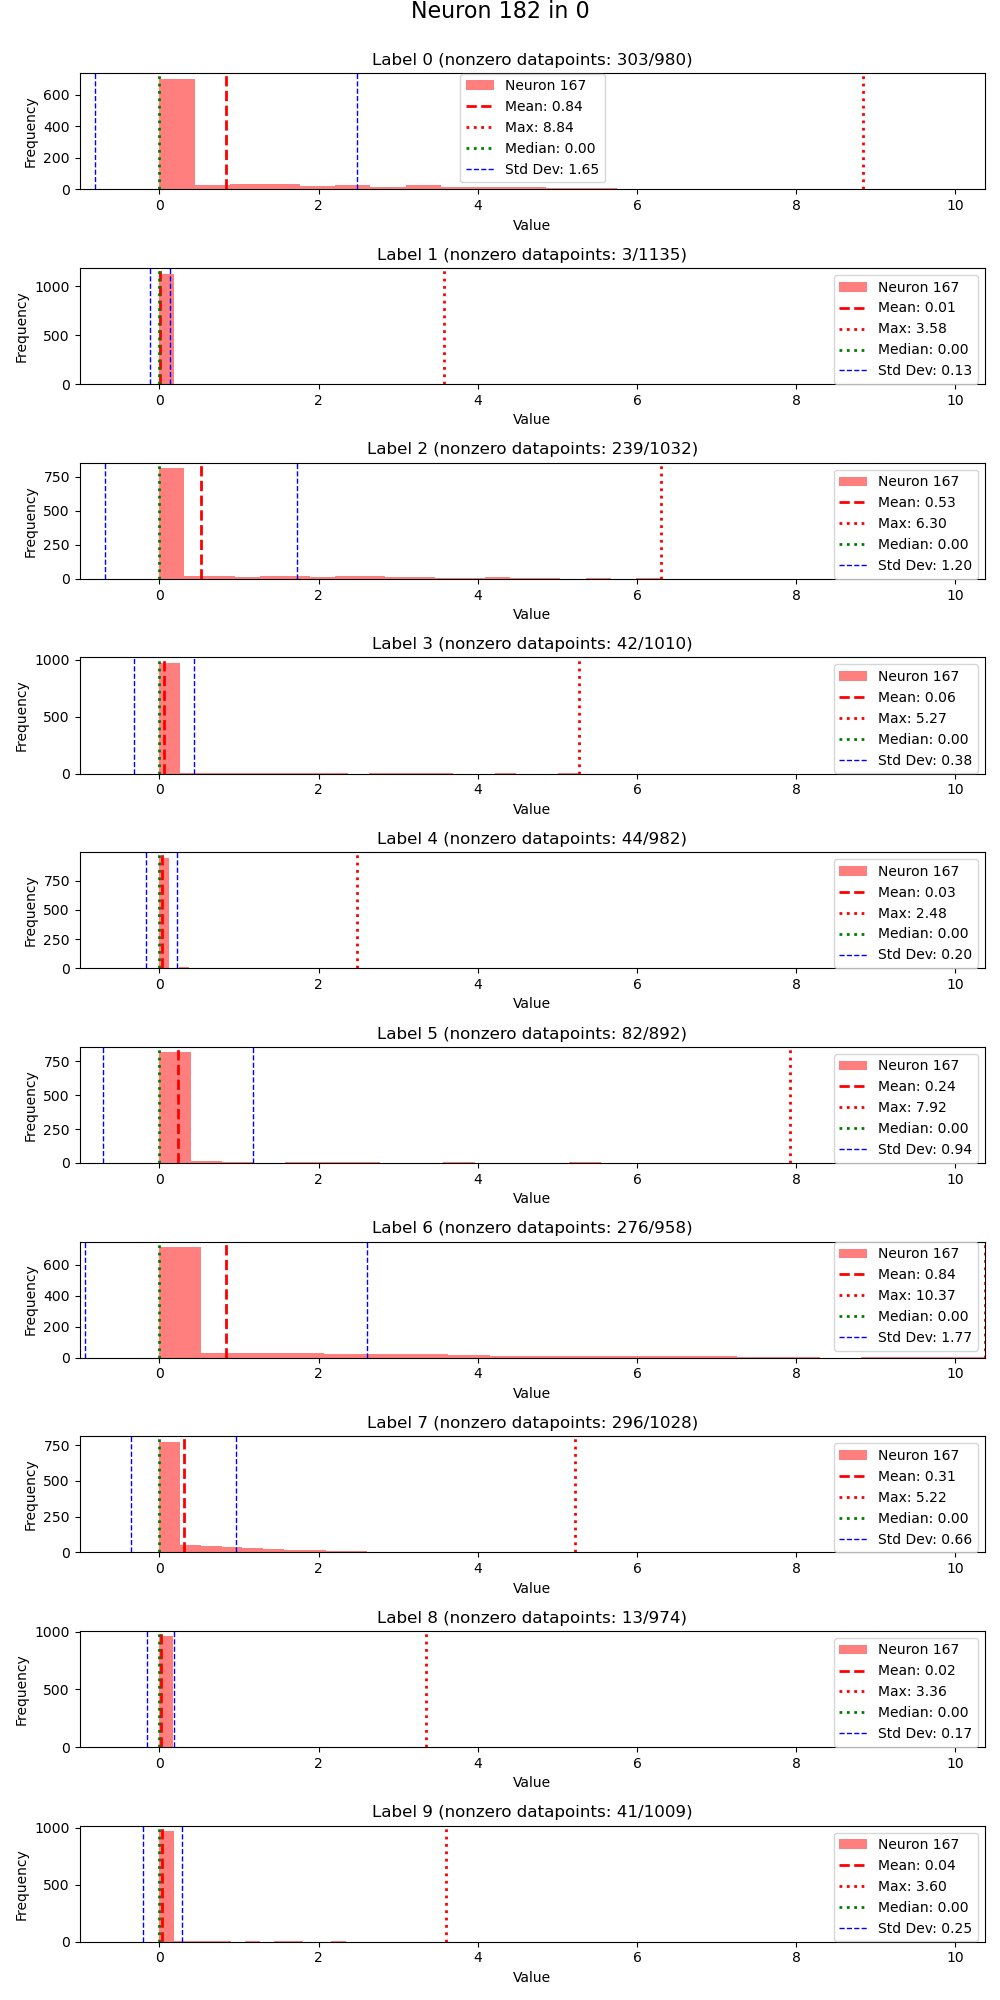 Neuron 182 in 0
Label 0 (nonzero datapoints: 303/980)
Frequency
600
400
200
0
Neuron 167
Mean: 0.84
Max: 8.84
Median: 0.00
Std Dev: 1.65
0 2 4 6 8 10
Value
Label 1 (nonzero datapoints: 3/1135)
Frequency
1000
500
0
Neuron 167
Mean: 0.01
Max: 3.58
Median: 0.00
Std Dev: 0.13
0 2 4 6 8 10
Value
Label 2 (nonzero datapoints: 239/1032)
Frequency
750
500
250
0
Neuron 167
Mean: 0.53
Max: 6.30
Median: 0.00
Std Dev: 1.20
0 2 4 6 8 10
Value
Label 3 (nonzero datapoints: 42/1010)
Frequency
1000
500
0
Neuron 167
Mean: 0.06
Max: 5.27
Median: 0.00
Std Dev: 0.38
0 2 4 6 8 10
Value
Label 4 (nonzero datapoints: 44/982)
Frequency
750
500
250
0
Neuron 167
Mean: 0.03
Max: 2.48
Median: 0.00
Std Dev: 0.20
0 2 4 6 8 10
Value
Label 5 (nonzero datapoints: 82/892)
Frequency
750
500
250
0
Neuron 167
Mean: 0.24
Max: 7.92
Median: 0.00
Std Dev: 0.94
0 2 4 6 8 10
Value
Label 6 (nonzero datapoints: 276/958)
Frequency
600
400
200
0
Neuron 167
Mean: 0.84
Max: 10.37
Median: 0.00
Std Dev: 1.77
0 2 4 6 8 10
Value
Label 7 (nonzero datapoints: 296/1028)
Frequency
750
500
250
0
Neuron 167
Mean: 0.31
Max: 5.22
Median: 0.00
Std Dev: 0.66
0 2 4 6 8 10
Value
Label 8 (nonzero datapoints: 13/974)
Frequency
1000
500
0
Neuron 167
Mean: 0.02
Max: 3.36
Median: 0.00
Std Dev: 0.17
0 2 4 6 8 10
Value
Label 9 (nonzero datapoints: 41/1009)
Frequency
1000
500
0
Neuron 167
Mean: 0.04
Max: 3.60
Median: 0.00
Std Dev: 0.25
0 2 4 6 8 10
Value